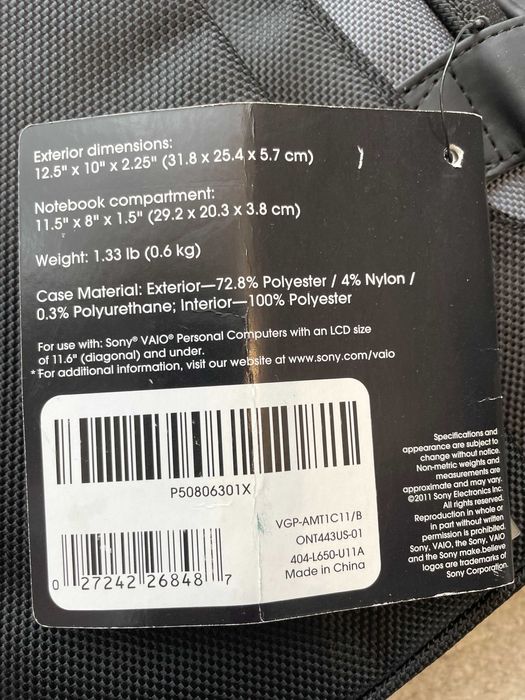 Exterior dimensions:
12.5" x 10" x 2.25" (31.8 x 25.4 x 5.7 cm)
Notebook compartment:
11.5" x 8" x 1.5" (29.2 x 20.3 x 3.8 cm)
Weight: 1.33 lb (0.6 kg)
Case Material: Exterior—72.8% Polyester / 4% Nylon /
0.3% Polyurethane; Interior—100% Polyester
For use with: Sony® VAIO® Personal Computers with an LCD size
of 11.6" (diagonal) and under.
*For additional information, visit our website at www.sony.com/vaio
P50806301X
VGP-AMT1C11/B
ONT443US-01
404-L650-U11A
Made in China
0 27242 26848 7
Specifications and
appearance are subject to
change without notice.
Non-metric weights and
measurements are
approximate and may vary.
©2011 Sony Electronics Inc.
All rights reserved.
Reproduction in whole or
in part without written
permission is prohibited.
Sony, VAIO, the Sony, VAIO
and the Sony make.believe
logos are trademarks of
Sony Corporation.